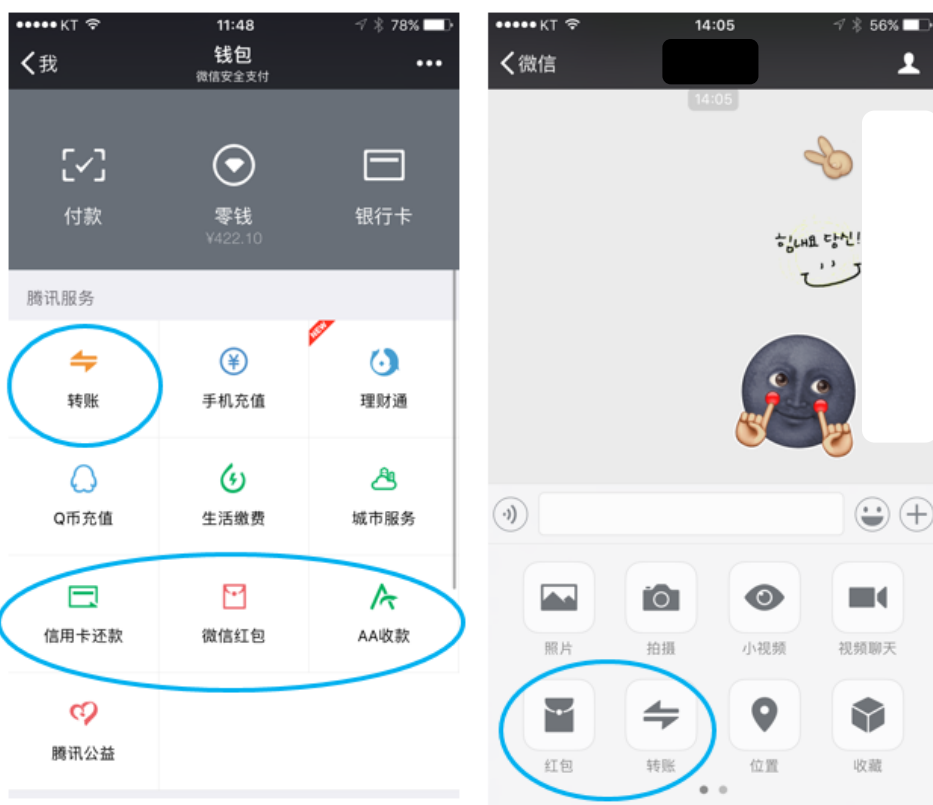 KT 11:48 78%
我 钱包
微信安全支付
付款 零钱 银行卡
¥422.10
腾讯服务
NEW
转账 手机充值 理财通
Q币充值 生活缴费 城市服务
信用卡还款 微信红包 AA收款
腾讯公益
KT 14:05 56%
微信
14:05
힘내요 당신!
照片 拍摄 小视频 视频聊天
红包 转账 位置 收藏